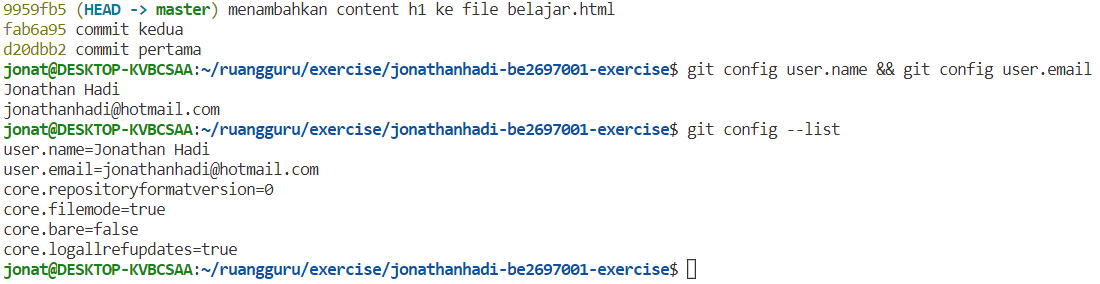 9959fb5 (HEAD -> master) menambahkan content h1 ke file belajar.html
fab6a95 commit kedua
d20dbb2 commit pertama
jonat@DESKTOP-KVBCSAA:~/ruangguru/exercise/jonathanhadi-be2697001-exercise$ git config user.name && git config user.email
Jonathan Hadi
jonathanhadi@hotmail.com
jonat@DESKTOP-KVBCSAA:~/ruangguru/exercise/jonathanhadi-be2697001-exercise$ git config --list
user.name=Jonathan Hadi
user.email=jonathanhadi@hotmail.com
core.repositoryformatversion=0
core.filemode=true
core.bare=false
core.logallrefupdates=true
jonat@DESKTOP-KVBCSAA:~/ruangguru/exercise/jonathanhadi-be2697001-exercise$